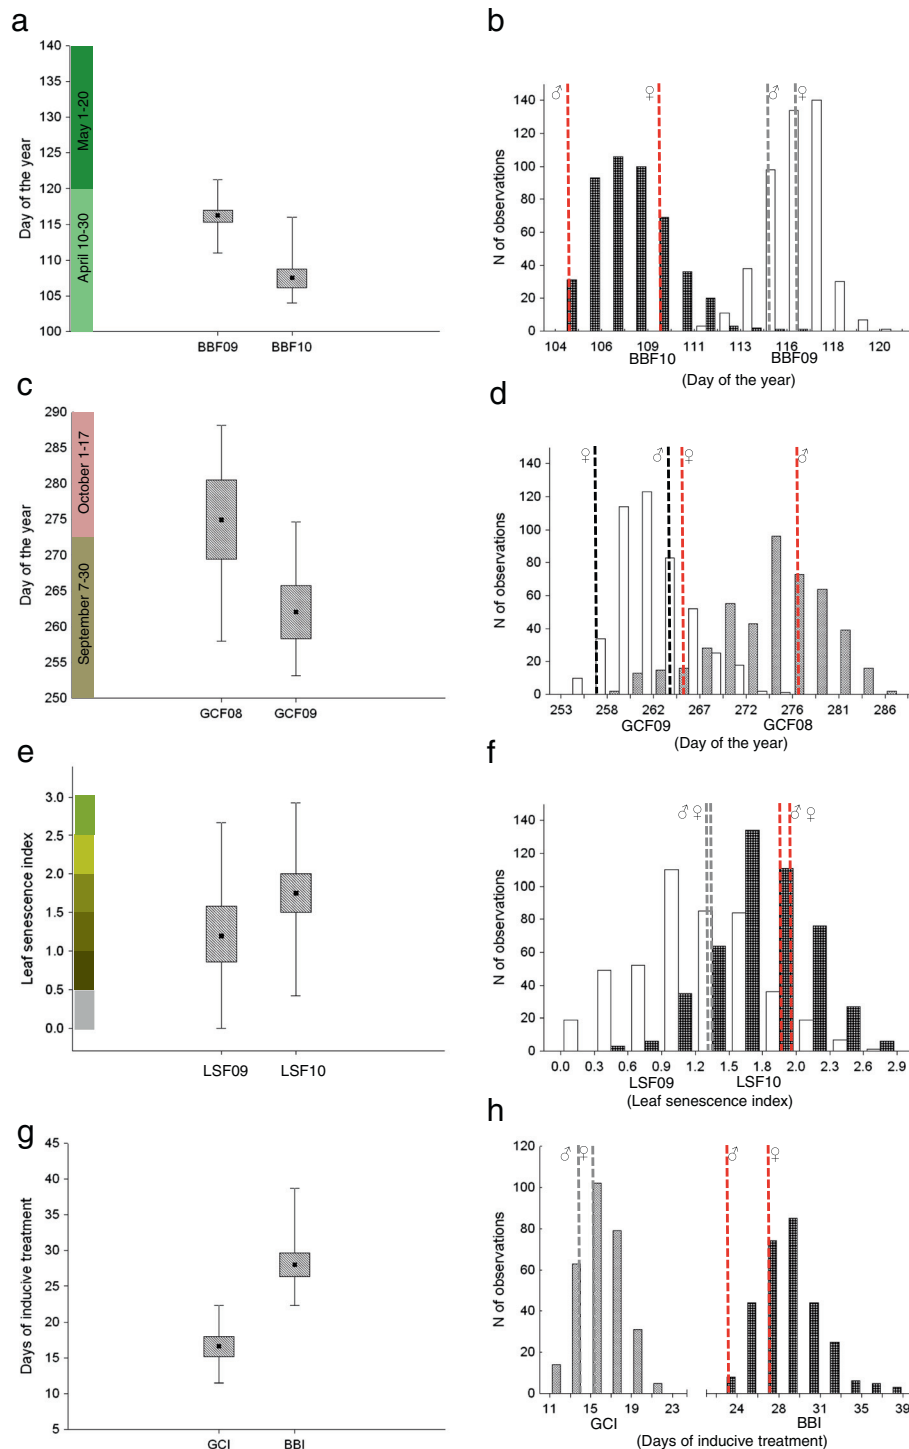 a
140
135
130
125
120
115
110
105
100
Day of the year
May 1-20
April 10-30
BBF09 BBF10
b
♂ ♀ ♂ ♀
140
120
100
80
60
40
20
0
N of observations
104 106 109 111 113 116 118 120
BBF10 BBF09
(Day of the year)
c
290
285
280
275
270
265
260
255
250
Day of the year
October 1-17
September 7-30
GCF08 GCF09
d
♀ ♂ ♀ ♂
140
120
100
80
60
40
20
0
N of observations
253 258 262 267 272 276 281 286
GCF09 GCF08
(Day of the year)
e
3.0
2.5
2.0
1.5
1.0
0.5
0.0
Leaf senescence index
LSF09 LSF10
f
♂ ♀ ♂ ♀
140
120
100
80
60
40
20
0
N of observations
0.0 0.3 0.6 0.9 1.2 1.5 1.8 2.0 2.3 2.6 2.9
LSF09 LSF10
(Leaf senescence index)
g
45
40
35
30
25
20
15
10
5
Days of inducive treatment
GCI BBI
h
♂ ♀ ♂ ♀
120
100
80
60
40
20
0
N of observations
11 15 19 23 24 28 31 35 39
GCI BBI
(Days of inducive treatment)